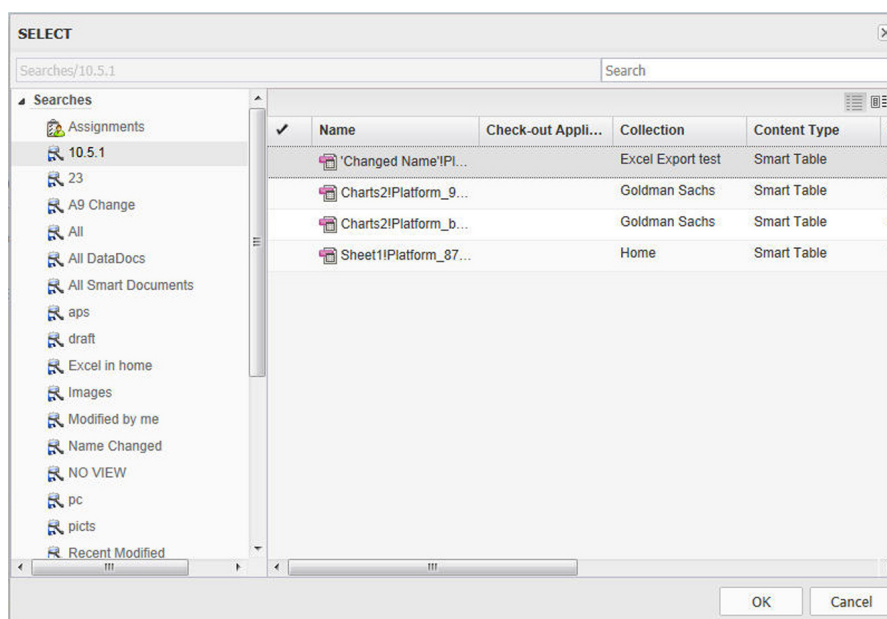 SELECT
Searches/10.5.1
Search
Searches
Assignments
10.5.1
23
A9 Change
All
All DataDocs
All Smart Documents
aps
draft
Excel in home
Images
Modified by me
Name Changed
NO VIEW
pc
picts
Recent Modified
Name Check-out Appli... Collection Content Type
'Changed Name'!Pl... Excel Export test Smart Table
Charts2!Platform_9... Goldman Sachs Smart Table
Charts2!Platform_b... Goldman Sachs Smart Table
Sheet1!Platform_87... Home Smart Table
OK Cancel